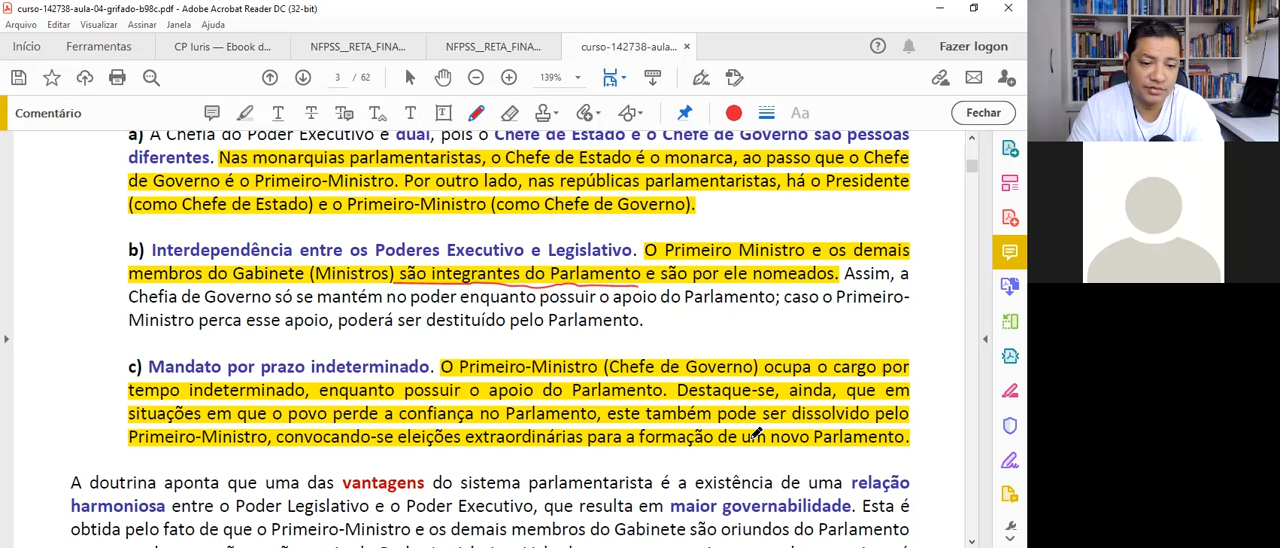 curso-142738-aula-04-grifado-b98c.pdf - Adobe Acrobat Reader DC (32-bit)
Arquivo Editar Visualizar Assinar Janela Ajuda
Início Ferramentas CP Iuris — Ebook d... NFPSS__RETA_FINA... NFPSS__RETA_FINA... curso-142738-aula... × Fazer logon
3 / 62 139%
Comentário Aa Fechar
a) A Chefia do Poder Executivo é dual, pois o Chefe de Estado e o Chefe de Governo são pessoas
diferentes. Nas monarquias parlamentaristas, o Chefe de Estado é o monarca, ao passo que o Chefe
de Governo é o Primeiro-Ministro. Por outro lado, nas repúblicas parlamentaristas, há o Presidente
(como Chefe de Estado) e o Primeiro-Ministro (como Chefe de Governo).
b) Interdependência entre os Poderes Executivo e Legislativo. O Primeiro Ministro e os demais
membros do Gabinete (Ministros) são integrantes do Parlamento e são por ele nomeados. Assim, a
Chefia de Governo só se mantém no poder enquanto possuir o apoio do Parlamento; caso o Primeiro-
Ministro perca esse apoio, poderá ser destituído pelo Parlamento.
c) Mandato por prazo indeterminado. O Primeiro-Ministro (Chefe de Governo) ocupa o cargo por
tempo indeterminado, enquanto possuir o apoio do Parlamento. Destaque-se, ainda, que em
situações em que o povo perde a confiança no Parlamento, este também pode ser dissolvido pelo
Primeiro-Ministro, convocando-se eleições extraordinárias para a formação de um novo Parlamento.
A doutrina aponta que uma das vantagens do sistema parlamentarista é a existência de uma relação
harmoniosa entre o Poder Legislativo e o Poder Executivo, que resulta em maior governabilidade. Esta é
obtida pelo fato de que o Primeiro-Ministro e os demais membros do Gabinete são oriundos do Parlamento